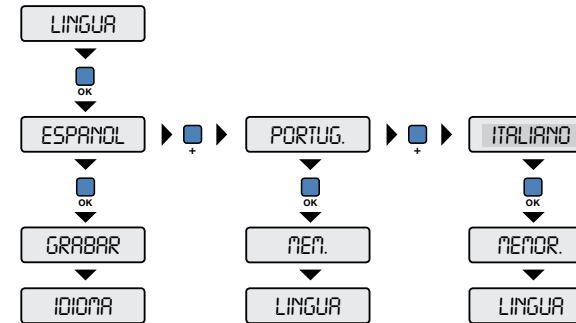 LINGUA
OK
ESPANOL + PORTUG. + ITALIANO
OK OK OK
GRABAR MEM. MEMOR.
IDIOMA LINGUA LINGUA